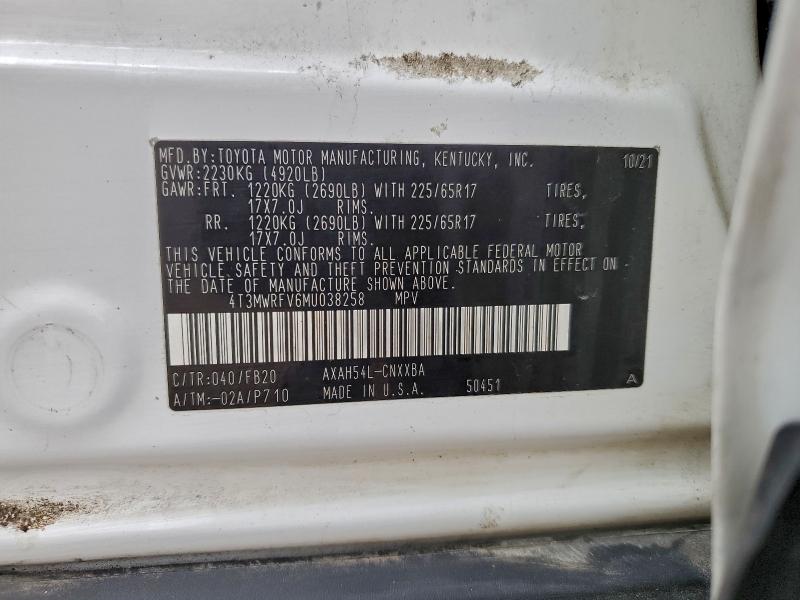 MFD.BY:TOYOTA MOTOR MANUFACTURING, KENTUCKY, INC. 10/21
GVWR:2230KG (4920LB)
GAWR:FRT. 1220KG (2690LB) WITH 225/65R17 TIRES,
17X7.0J RIMS.
RR. 1220KG (2690LB) WITH 225/65R17 TIRES,
17X7.0J RIMS.
THIS VEHICLE CONFORMS TO ALL APPLICABLE FEDERAL MOTOR
VEHICLE SAFETY AND THEFT PREVENTION STANDARDS IN EFFECT ON
THE DATE OF MANUFACTURE SHOWN ABOVE.
4T3MWRFV6MU038258 MPV
C/TR:040/FB20 AXAH54L-CNXXBA
A/TM:-02A/P710 MADE IN U.S.A. 50451 A